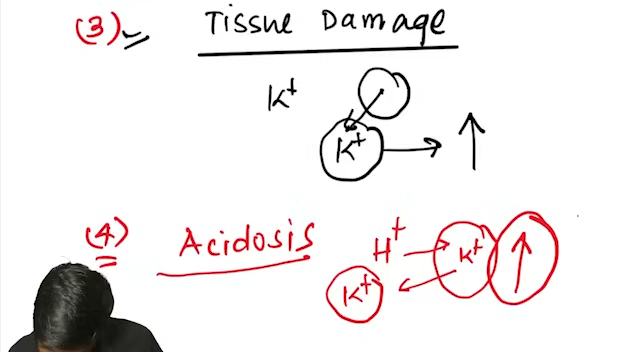 (3) Tissue Damage
K+
K+ → ↑
(4) Acidosis H+ → K+ ↑
K+